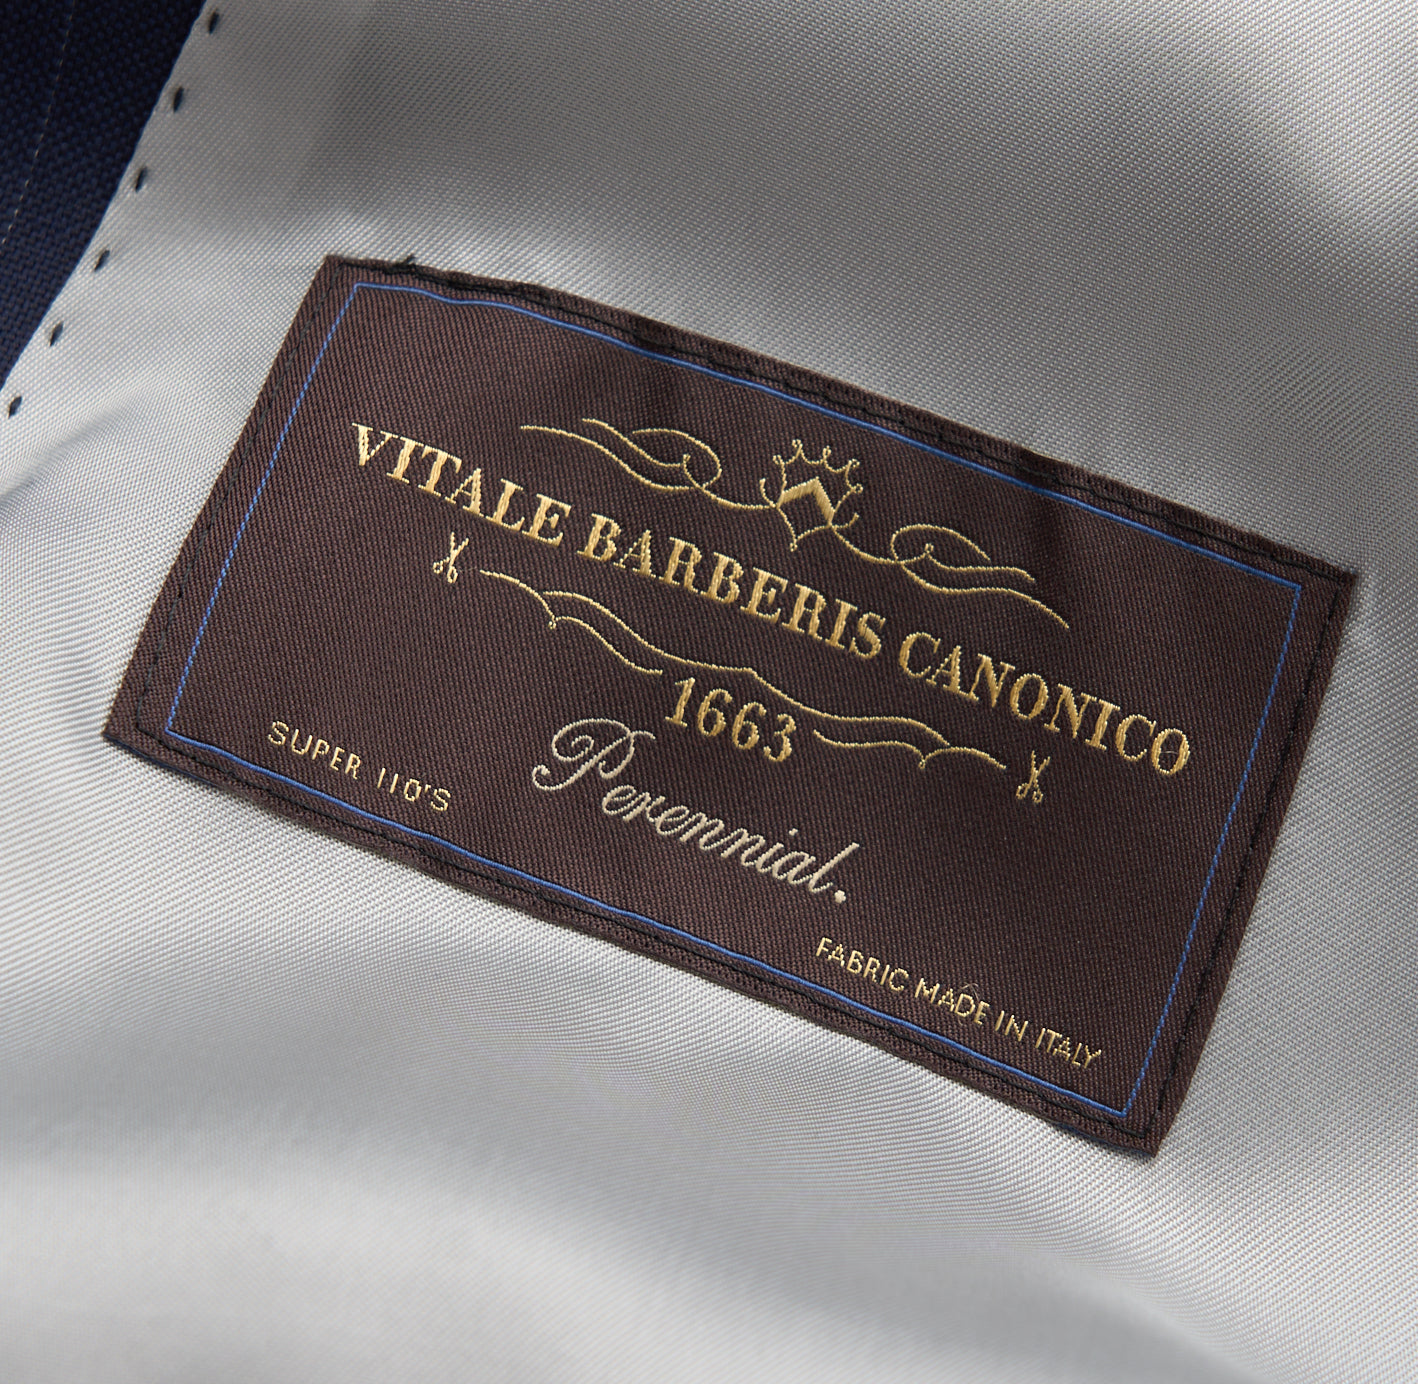 VITALE BARBERIS CANONICO
1663
Perennial.
SUPER 110'S
FABRIC MADE IN ITALY